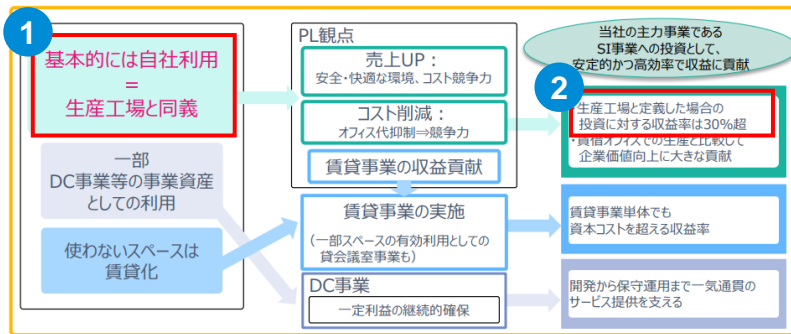 1
基本的には自社利用
=
生産工場と同義
一部
DC事業等の事業資産
としての利用
使わないスペースは
賃貸化
PL観点
売上UP：
安全・快適な環境、コスト競争力
コスト削減：
オフィス代抑制⇒競争力
賃貸事業の収益貢献
賃貸事業の実施
（一部スペースの有効利用としての
貸会議室事業も）
DC事業
一定利益の継続的確保
当社の主力事業である
SI事業への投資として、
安定的かつ高効率で収益に貢献
2
・生産工場と定義した場合の
投資に対する収益率は30%超
・賃借オフィスでの生産と比較して
企業価値向上に大きな貢献
賃貸事業単体でも
資本コストを超える収益率
開発から保守運用まで一気通貫の
サービス提供を支える